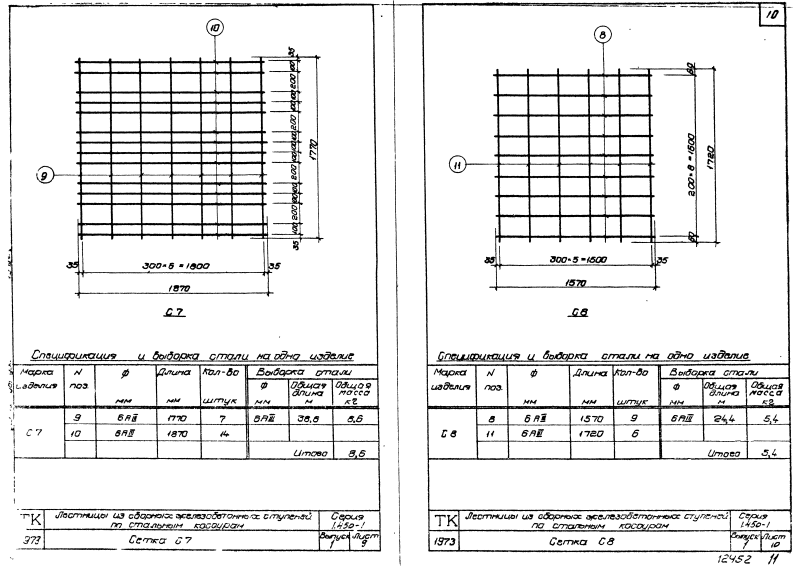 10
35
100
200
100
100
200
100
100
200
100
100
200
100
35
1770
9
35
300×5=1800
35
1870
С7
Спецификация и выборка стали на одно изделие
Марка изделия
N поз.
Ф мм
Длина мм
Кол-во штук
Выборка стали
Ф мм
Общая длина м
Общая масса кг
С7
9
6АIII
1770
7
6АIII
38,8
8,6
10
6АIII
1870
14
Итого
8,6
ТК
Лестницы из сборных железобетонных ступеней
по стальным косоурам
Серия
1.450-1
973
Сетка С7
Выпуск
1
Лист
9
10
8
60
11
200×8=1600
1720
60
35
300×5=1500
35
1570
С8
Спецификация и выборка стали на одно изделие
Марка изделия
N поз.
Ф мм
Длина мм
Кол-во штук
Выборка стали
Ф мм
Общая длина м
Общая масса кг
С8
8
6АIII
1570
9
6АIII
24,4
5,4
11
6АIII
1720
6
Итого
5,4
ТК
Лестницы из сборных железобетонных ступеней
по стальным косоурам
Серия
1.450-1
1973
Сетка С8
Выпуск
1
Лист
10
12452 11